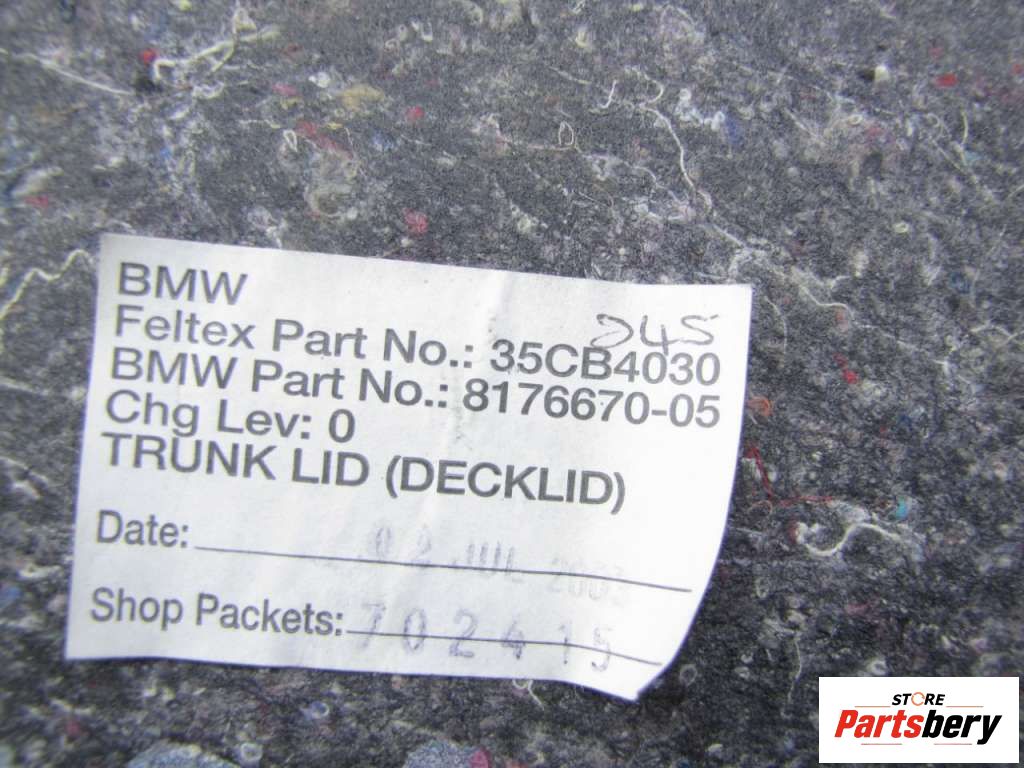 BMW
245
Feltex Part No.: 35CB4030
BMW Part No.: 8176670-05
Chg Lev: 0
TRUNK LID (DECKLID)
Date: 02 JUL 2003
Shop Packets: 702415
STORE
Partsbery